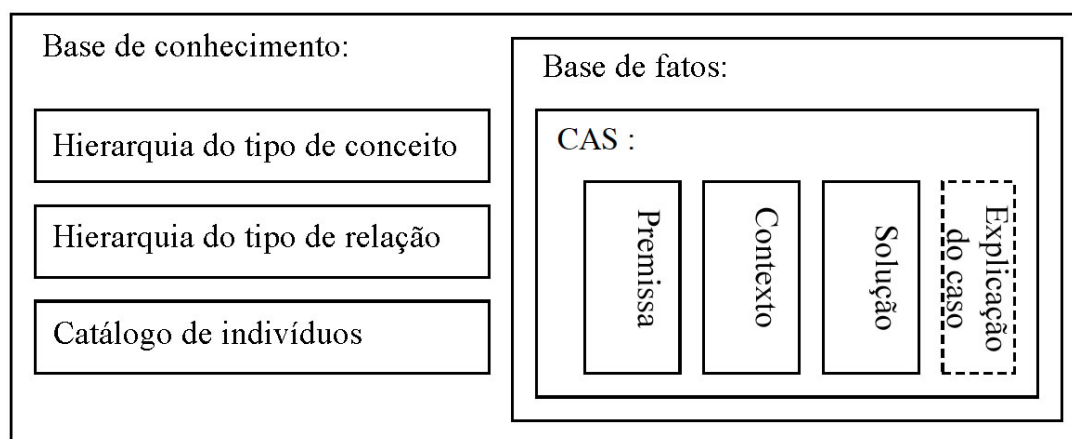 Base de conhecimento:
Hierarquia do tipo de conceito
Hierarquia do tipo de relação
Catálogo de indivíduos
Base de fatos:
CAS :
Premissa
Contexto
Solução
Explicação
do caso